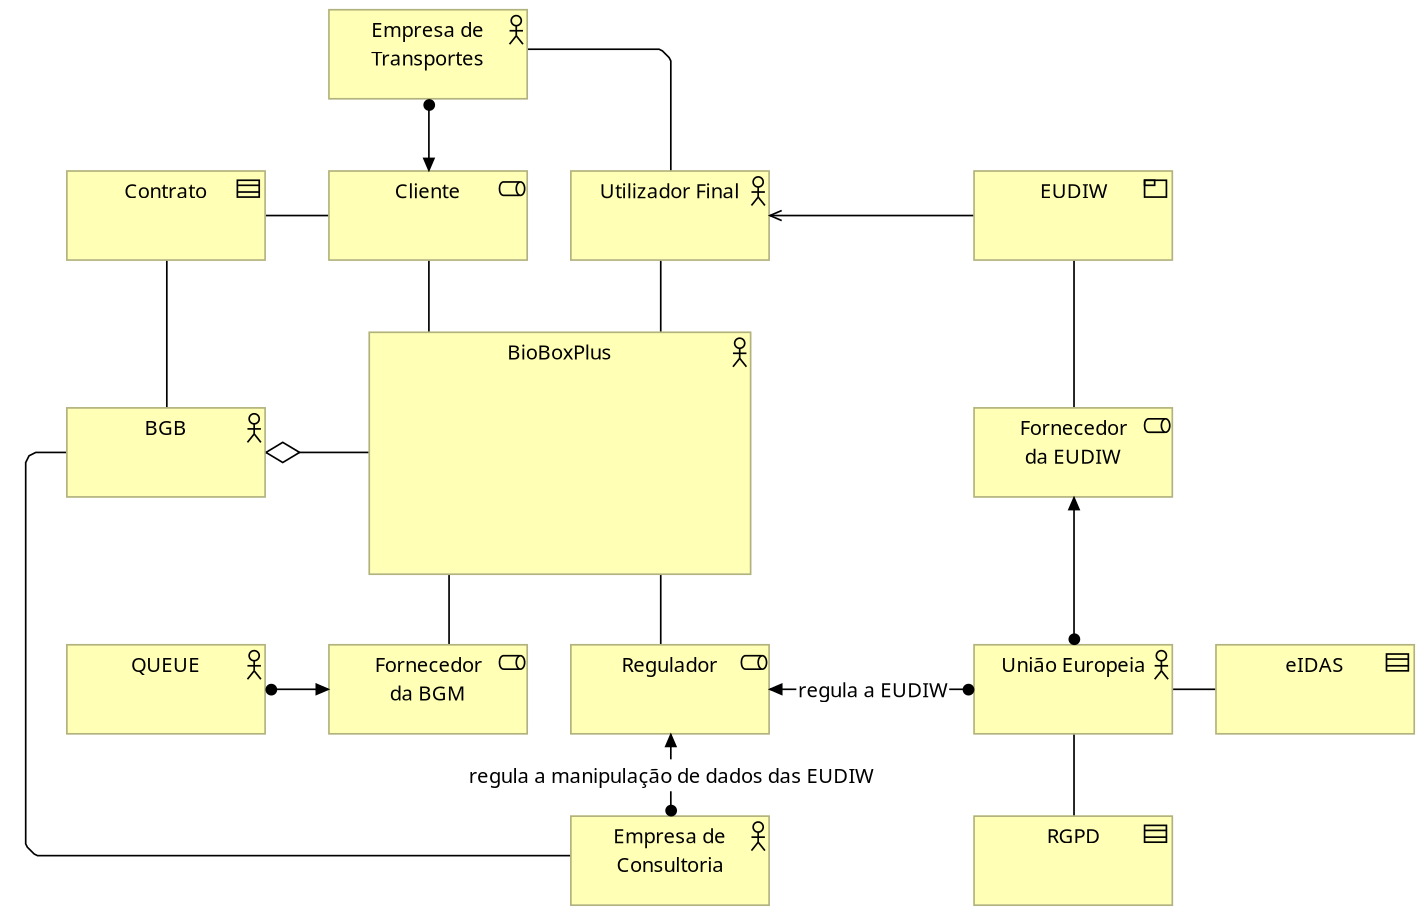 Empresa de
Transportes
Contrato
Cliente
Utilizador Final
EUDIW
BioBoxPlus
BGB
Fornecedor
da EUDIW
QUEUE
Fornecedor
da BGM
Regulador
regula a EUDIW
União Europeia
eIDAS
regula a manipulação de dados das EUDIW
Empresa de
Consultoria
RGPD